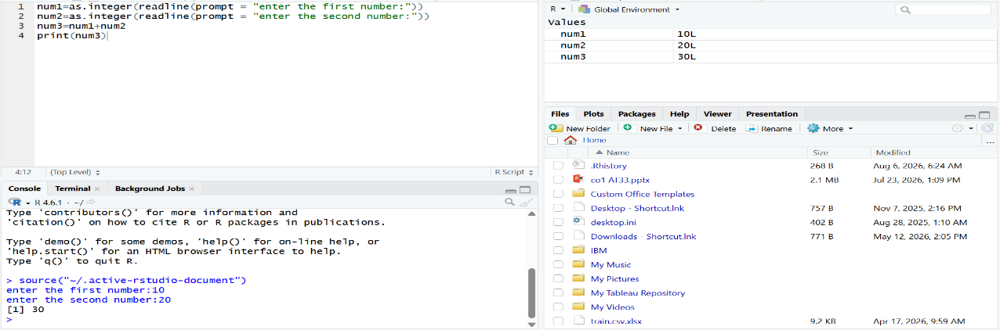 1 num1=as.integer(readline(prompt = "enter the first number:"))
2 num2=as.integer(readline(prompt = "enter the second number:"))
3 num3=num1+num2
4 print(num3)
4:12 (Top Level) R Script
Console Terminal Background Jobs
R 4.6.1 · ~/
Type 'contributors()' for more information and
'citation()' on how to cite R or R packages in publications.
Type 'demo()' for some demos, 'help()' for on-line help, or
'help.start()' for an HTML browser interface to help.
Type 'q()' to quit R.
> source("~/.active-rstudio-document")
enter the first number:10
enter the second number:20
[1] 30
>
R Global Environment
Values
num1 10L
num2 20L
num3 30L
Files Plots Packages Help Viewer Presentation
New Folder New File Delete Rename More
Home ...
Name Size Modified
.Rhistory 268 B Aug 6, 2026, 6:24 AM
co1 AT33.pptx 2.1 MB Jul 23, 2026, 1:09 PM
Custom Office Templates
Desktop - Shortcut.lnk 757 B Nov 7, 2025, 2:16 PM
desktop.ini 402 B Aug 28, 2025, 1:10 AM
Downloads - Shortcut.lnk 771 B May 12, 2026, 2:05 PM
IBM
My Music
My Pictures
My Tableau Repository
My Videos
train.csv.xlsx 9.2 KB Apr 17, 2026, 9:59 AM